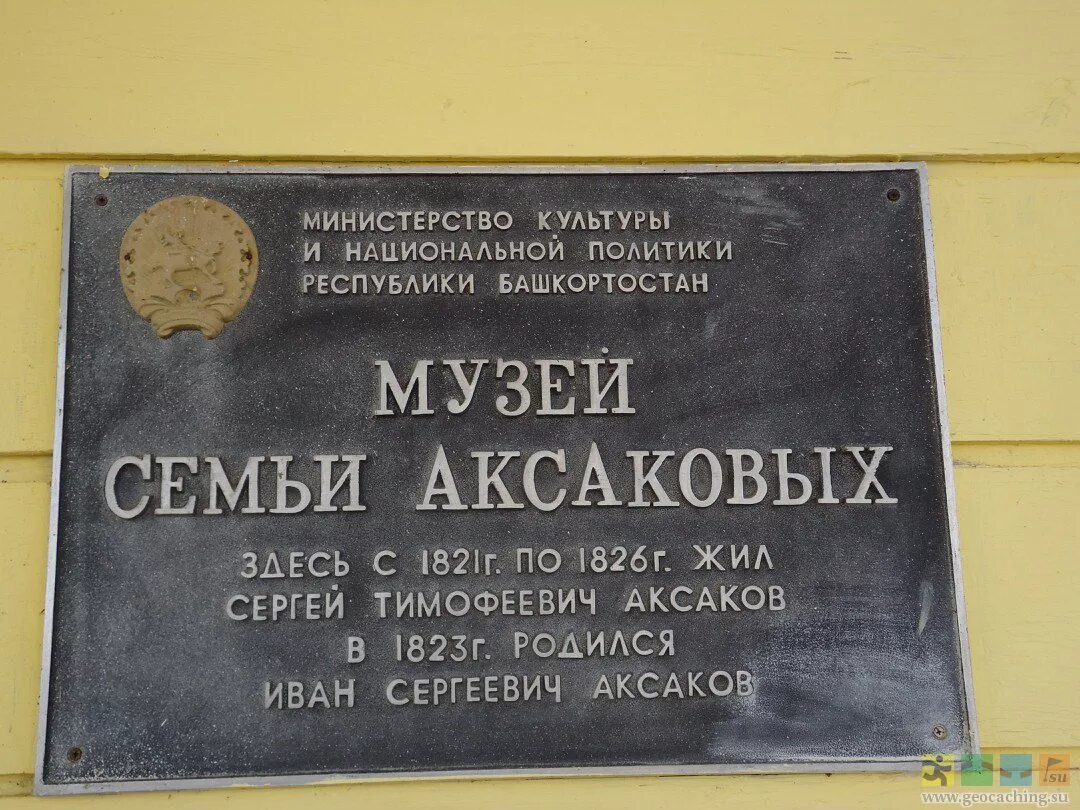 МИНИСТЕРСТВО КУЛЬТУРЫ
И НАЦИОНАЛЬНОЙ ПОЛИТИКИ
РЕСПУБЛИКИ БАШКОРТОСТАН
МУЗЕЙ
СЕМЬИ АКСАКОВЫХ
ЗДЕСЬ С 1821г. ПО 1826г. ЖИЛ
СЕРГЕЙ ТИМОФЕЕВИЧ АКСАКОВ
В 1823г. РОДИЛСЯ
ИВАН СЕРГЕЕВИЧ АКСАКОВ
.su
www.geocaching.su